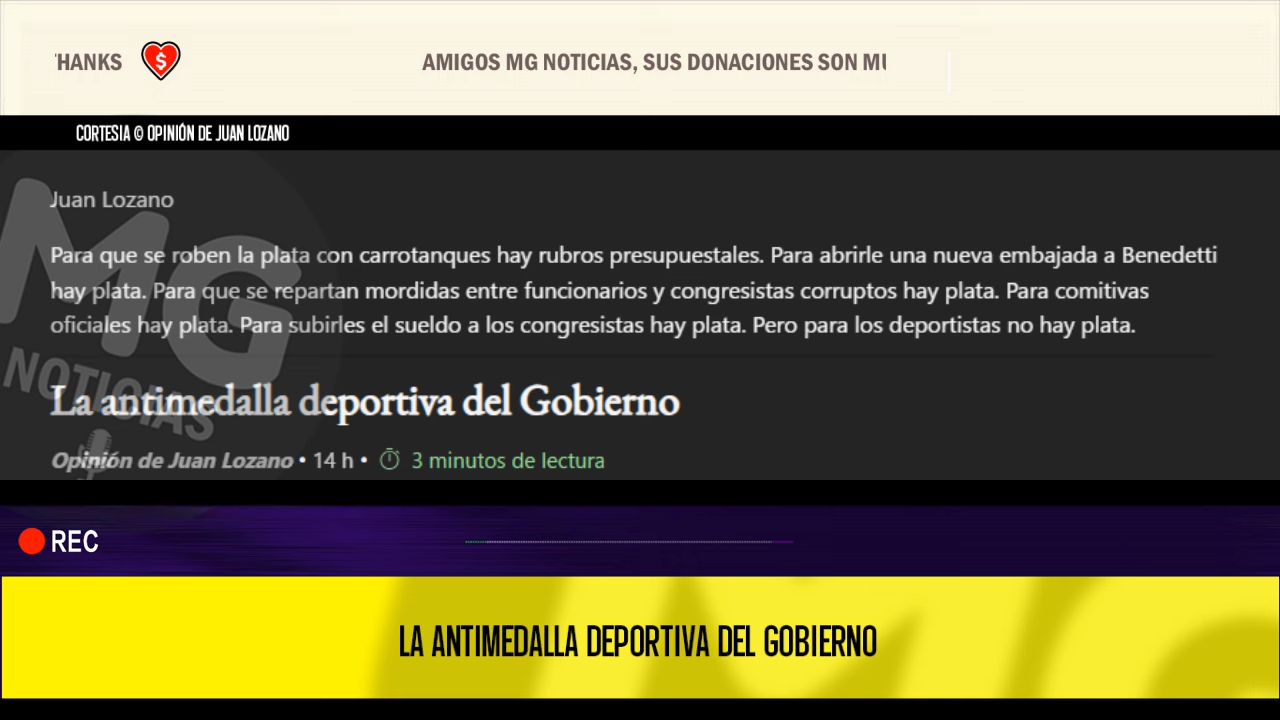 HANKS $ AMIGOS MG NOTICIAS, SUS DONACIONES SON MU
CORTESIA © OPINIÓN DE JUAN LOZANO
Juan Lozano
Para que se roben la plata con carrotanques hay rubros presupuestales. Para abrirle una nueva embajada a Benedetti
hay plata. Para que se repartan mordidas entre funcionarios y congresistas corruptos hay plata. Para comitivas
oficiales hay plata. Para subirles el sueldo a los congresistas hay plata. Pero para los deportistas no hay plata.
MG
NOTICIAS
La antimedalla deportiva del Gobierno
Opinión de Juan Lozano • 14 h • 3 minutos de lectura
REC
LA ANTIMEDALLA DEPORTIVA DEL GOBIERNO